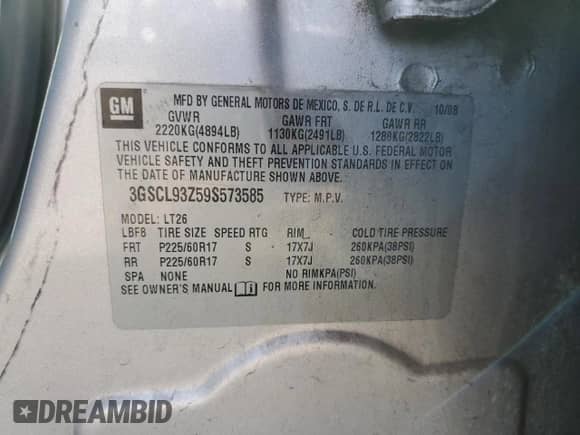 GM
MFD BY GENERAL MOTORS DE MEXICO, S. DE R.L. DE C.V. 10/08
GVWR GAWR FRT GAWR RR
2220KG(4894LB) 1130KG(2491LB) 1280KG(2822LB)
THIS VEHICLE CONFORMS TO ALL APPLICABLE U.S. FEDERAL MOTOR
VEHICLE SAFETY AND THEFT PREVENTION STANDARDS IN EFFECT ON
THE DATE OF MANUFACTURE SHOWN ABOVE.
3GSCL93Z59S573585 TYPE: M.P.V.
MODEL: LT26
LBFB TIRE SIZE SPEED RTG RIM COLD TIRE PRESSURE
FRT P225/60R17 S 17X7J 260KPA(38PSI)
RR P225/60R17 S 17X7J 260KPA(38PSI)
SPA NONE NO RIMKPA(PSI)
SEE OWNER'S MANUAL FOR MORE INFORMATION.
DREAMBID